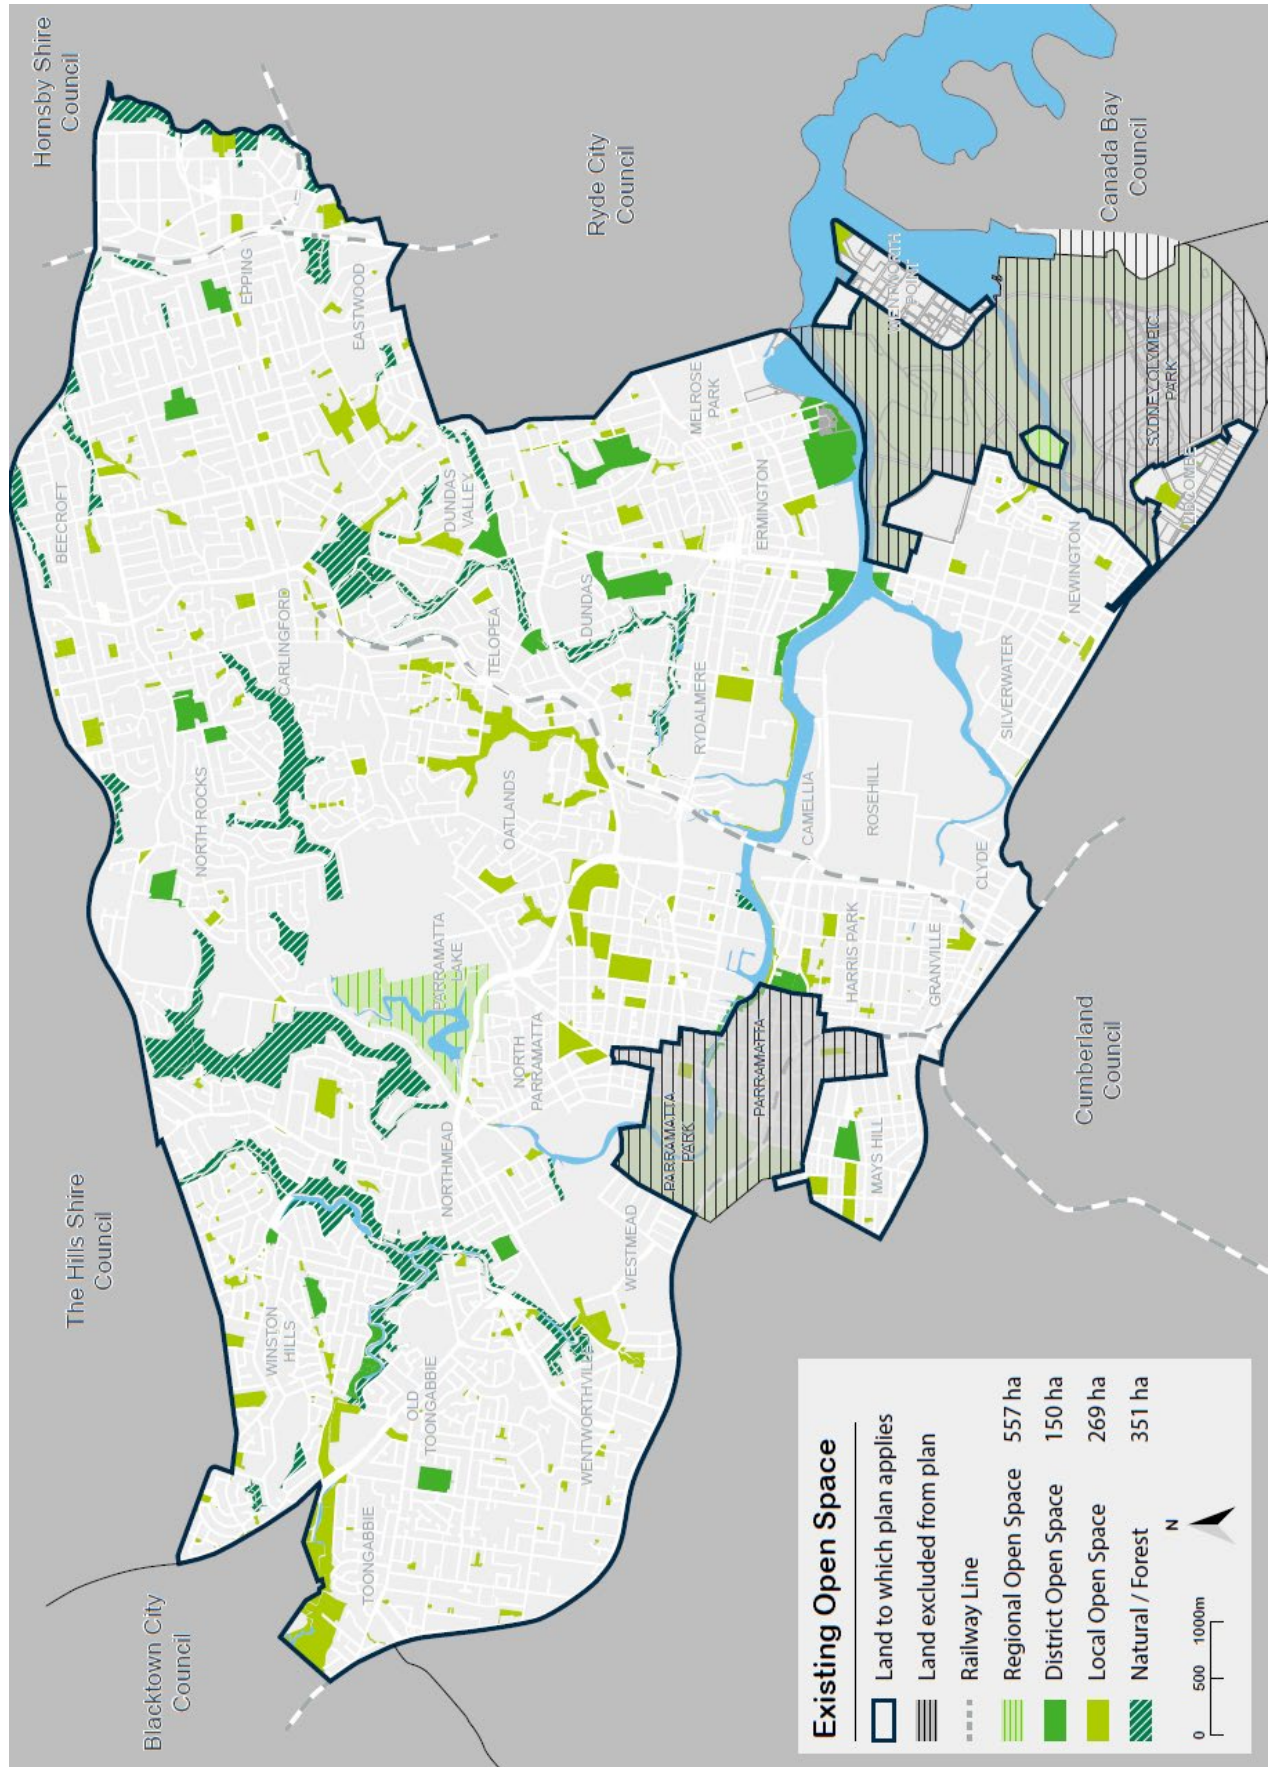 Hornsby Shire
Council
Ryde City
Council
Canada Bay
Council
The Hills Shire
Council
Blacktown City
Council
Cumberland
Council
EPPING
EASTWOOD
BEECROFT
CARLINGFORD
DUNDAS
VALLEY
MELROSE
PARK
ERMINGTON
WENTWORTH
POINT
SYDNEY OLYMPIC
PARK
LIDCOMBE
NEWINGTON
SILVERWATER
TELOPEA
DUNDAS
RYDALMERE
NORTH ROCKS
OATLANDS
CAMELLIA
ROSEHILL
CLYDE
HARRIS PARK
GRANVILLE
PARRAMATTA
LAKE
NORTH
PARRAMATTA
PARRAMATTA
PARRAMATTA
PARK
MAYS HILL
NORTHMEAD
WESTMEAD
WINSTON
HILLS
OLD
TOONGABBIE
WENTWORTHVILLE
TOONGABBIE
Existing Open Space
Land to which plan applies
Land excluded from plan
Railway Line
Regional Open Space 557 ha
District Open Space 150 ha
Local Open Space 269 ha
Natural / Forest 351 ha
N
0 500 1000m